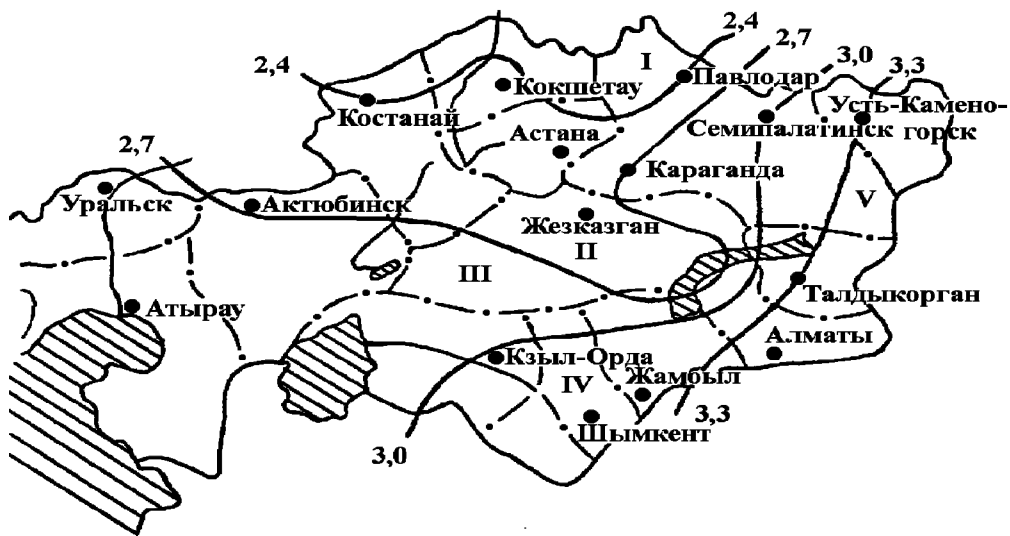 2,4
2,7
I
2,4
3,0
3,3
Кокшетау
Павлодар
Костанай
Усть-Камено-
горск
Астана
Семипалатинск
2,7
Караганда
Уральск
Актюбинск
V
Жезказган
II
III
Атырау
Талдыкорган
Алматы
Кзыл-Орда
Жамбыл
IV
3,3
Шымкент
3,0